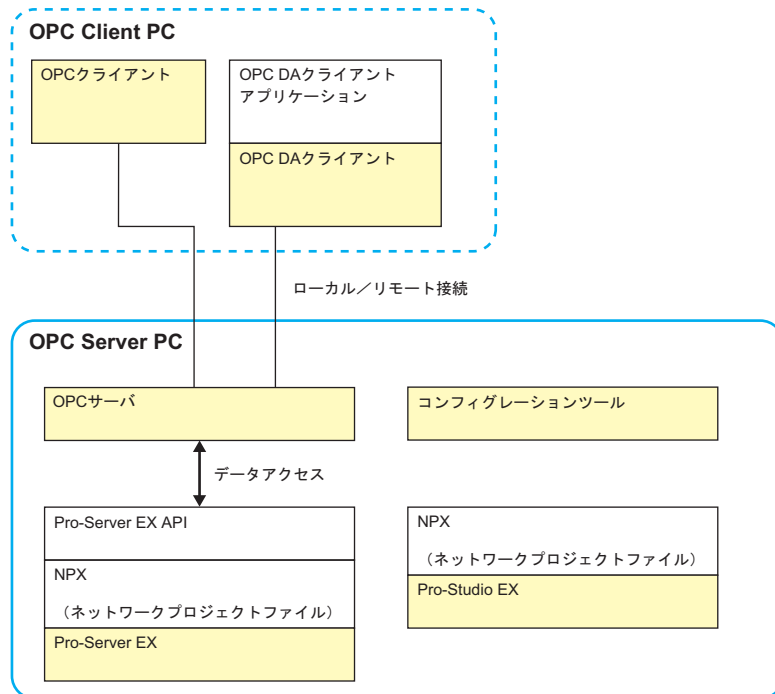 OPC Client PC
OPCクライアント
OPC DAクライアント
アプリケーション
OPC DAクライアント
ローカル／リモート接続
OPC Server PC
OPCサーバ
コンフィグレーションツール
データアクセス
Pro-Server EX API
NPX
（ネットワークプロジェクトファイル）
Pro-Server EX
NPX
（ネットワークプロジェクトファイル）
Pro-Studio EX